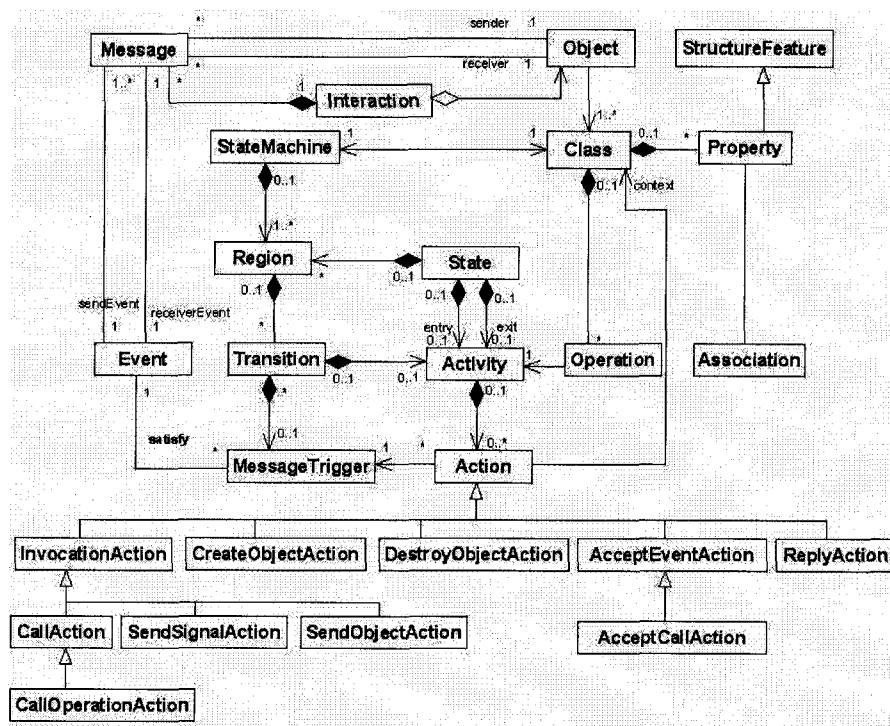 * sender 1
Message Object StructureFeature
* receiver 1
1..* 1 * 1
Interaction
1..*
StateMachine 1 1 Class 0..1 * Property
0..1 0..1 context
1..*
Region * 0..1 State
0..1 0..1 0..1
sendEvent receiverEvent
1 1 * entry 0..1 exit 0..1 *
Event Transition Activity 1 Operation Association
1 0..1 0..1 0..1
* 0..1
satisfy * 1 * 0..*
MessageTrigger Action
InvocationAction CreateObjectAction DestroyObjectAction AcceptEventAction ReplyAction
CallAction SendSignalAction SendObjectAction AcceptCallAction
CallOperationAction